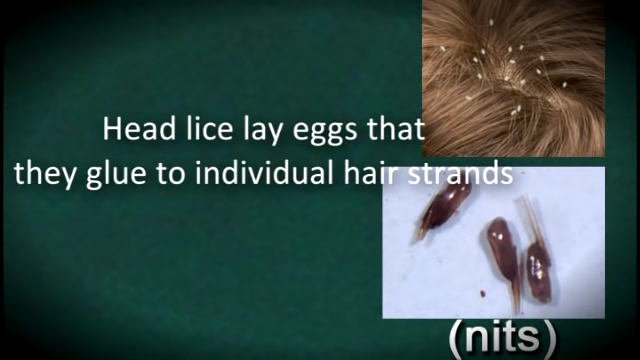 Head lice lay eggs that
they glue to individual hair strands
(nits)